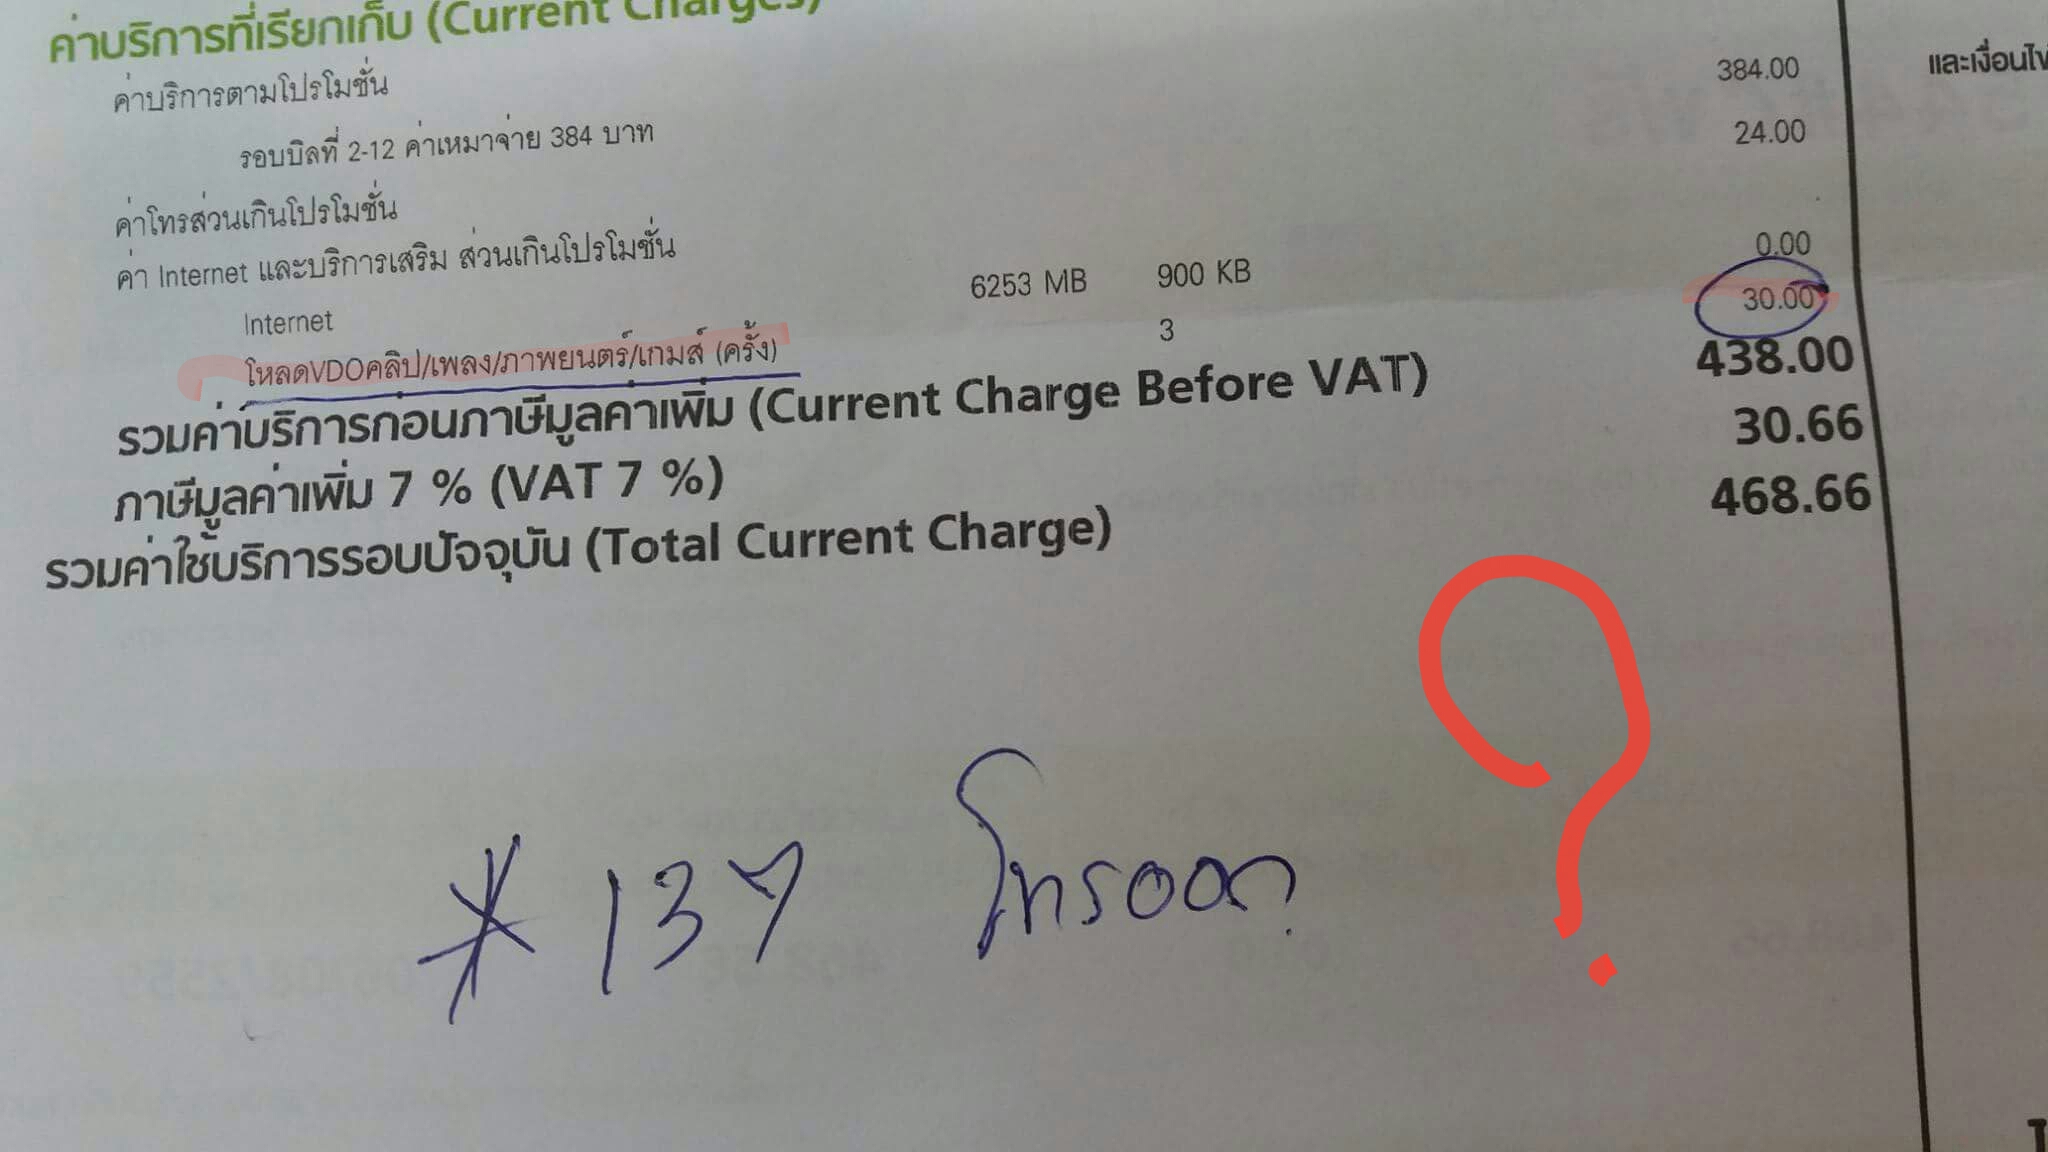 ค่าบริการที่เรียกเก็บ (Current Charges)
ค่าบริการตามโปรโมชั่น 384.00
รอบบิลที่ 2-12 ค่าเหมาจ่าย 384 บาท
ค่าโทรส่วนเกินโปรโมชั่น 24.00
ค่า Internet และบริการเสริม ส่วนเกินโปรโมชั่น
Internet 6253 MB 900 KB 0.00
โหลดVDOคลิป/เพลง/ภาพยนตร์/เกมส์ (ครั้ง) 3 30.00
รวมค่าบริการก่อนภาษีมูลค่าเพิ่ม (Current Charge Before VAT) 438.00
ภาษีมูลค่าเพิ่ม 7 % (VAT 7 %) 30.66
รวมค่าใช้บริการรอบปัจจุบัน (Total Current Charge) 468.66
* 137 โทรออก
?